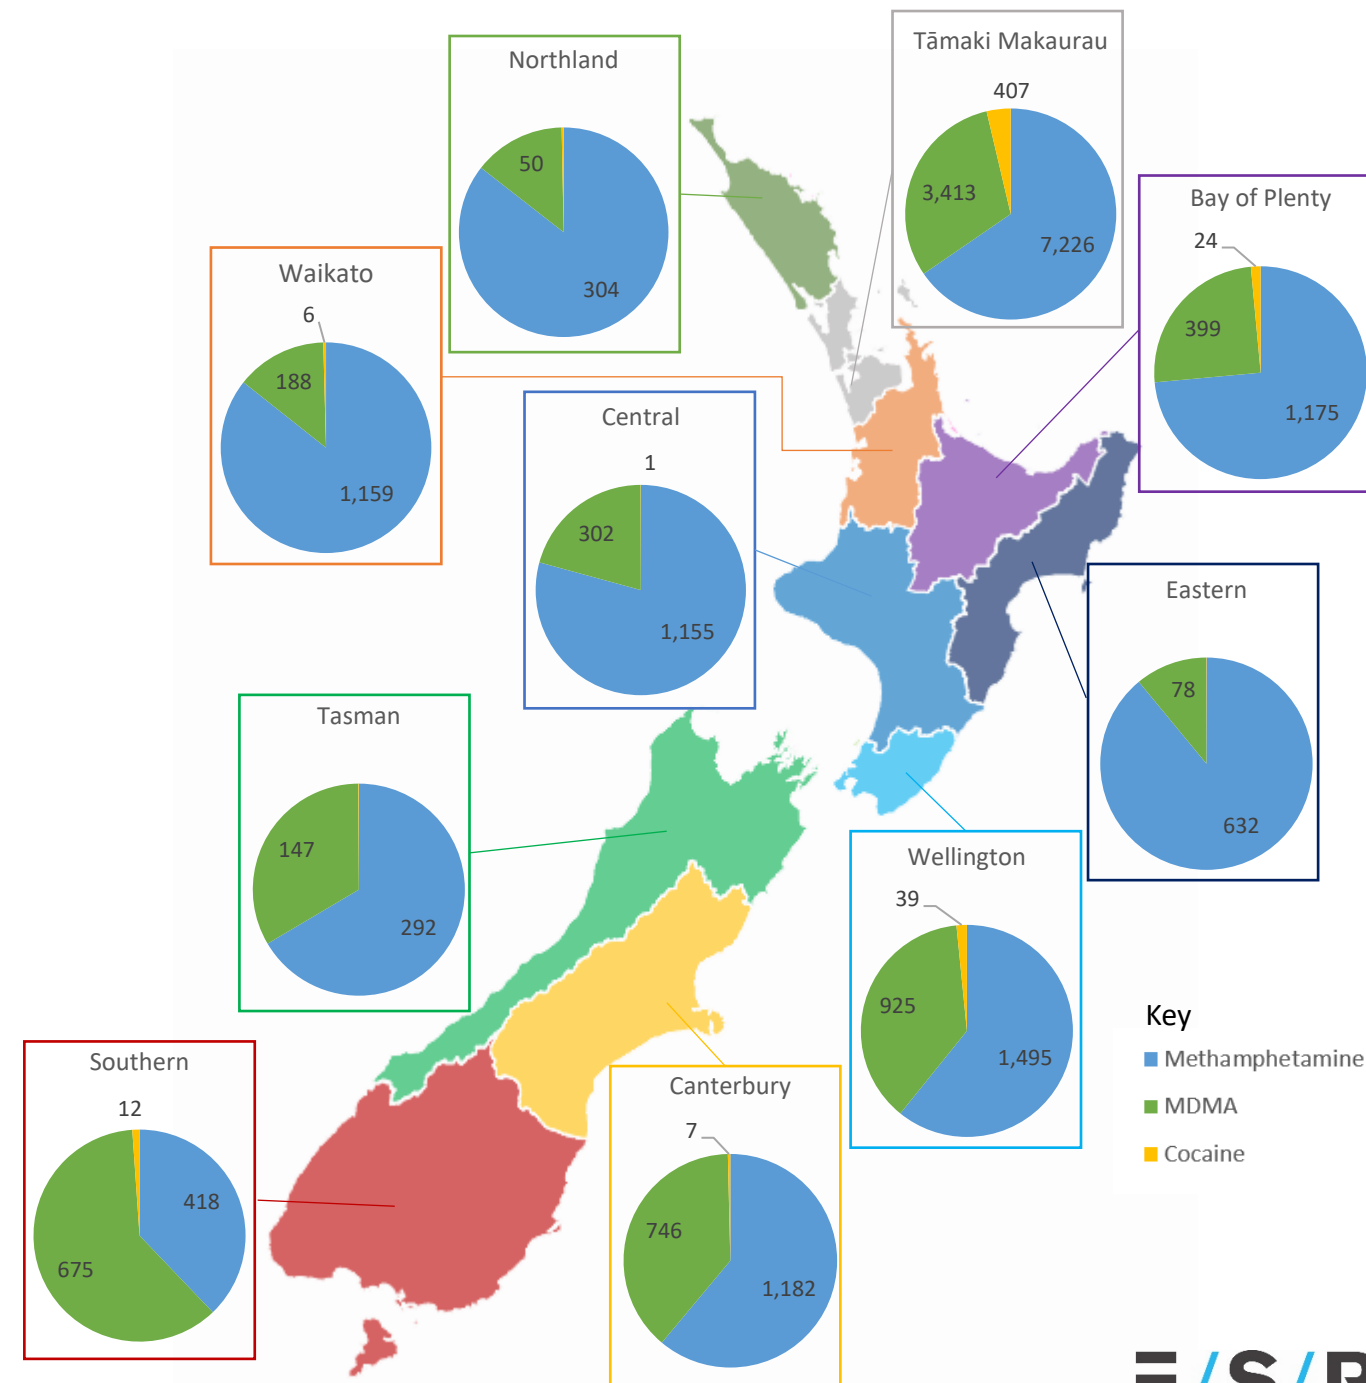 Northland
50
304
Tāmaki Makaurau
407
3,413
7,226
Bay of Plenty
24
399
1,175
Waikato
6
188
1,159
Central
1
302
1,155
Eastern
78
632
Tasman
147
292
Wellington
39
925
1,495
Key
Methamphetamine
MDMA
Cocaine
Southern
12
418
675
Canterbury
7
746
1,182
E/S/R